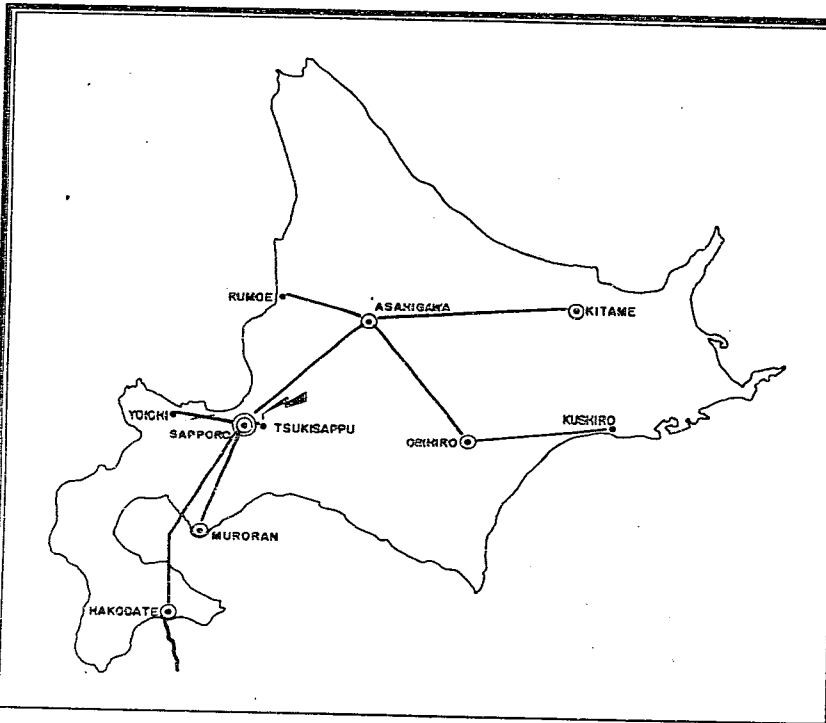 RUMOE
ASAHIGAWA
KITAME
YOICHI
SAPPORO
TSUKISAPPU
KUSHIRO
OBIHIRO
MURORAN
HAKODATE